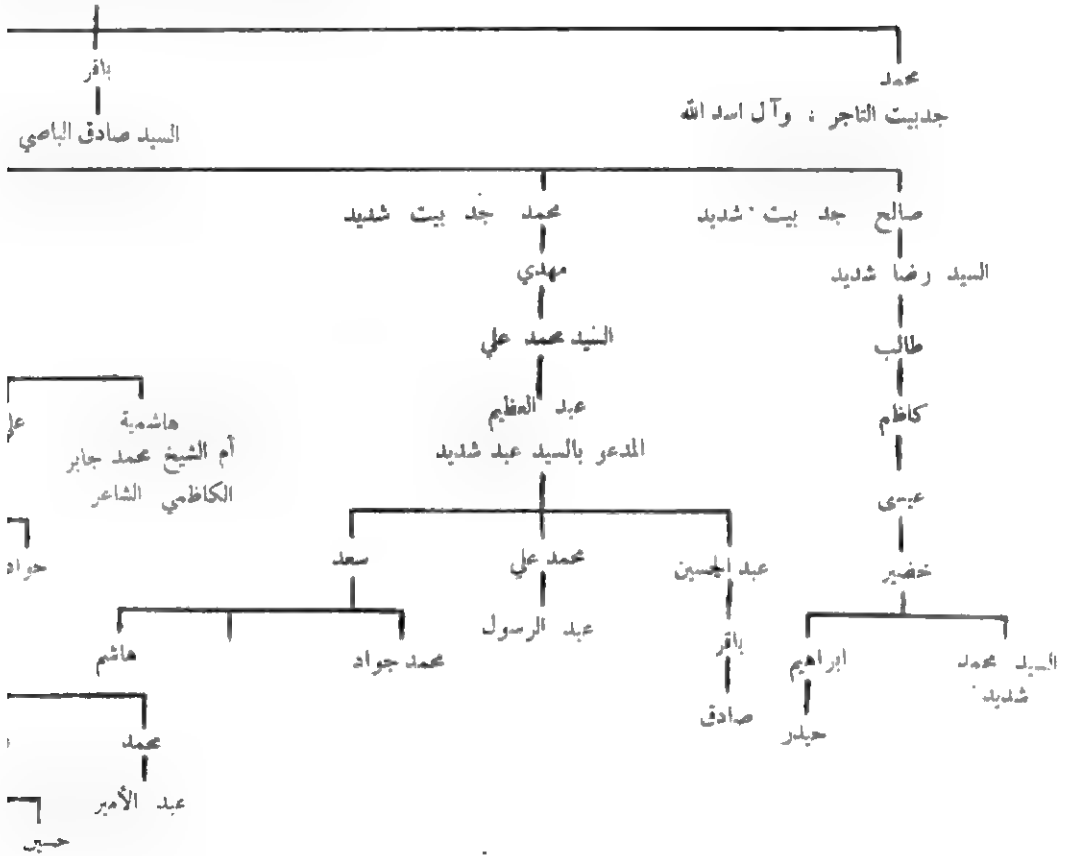 محمد
باقر
جد بيت التاجر ، وآل اسد الله
السيد صادق الباصي
صالح جد بيت شديد
محمد جد بيت شديد
السيد رضا شديد
مهدي
طالب
السيد محمد علي
كاظم
عبد العظيم
المدعو بالسيد عبد شديد
هاشمية
أم الشيخ محمد جابر
الكاظمي الشاعر
عيسى
خضير
عبد الحسين
محمد علي
سعد
السيد محمد
شديد
ابراهيم
باقر
عبد الرسول
محمد جواد
هاشم
حيدر
صادق
محمد
عبد الأمير
حسين